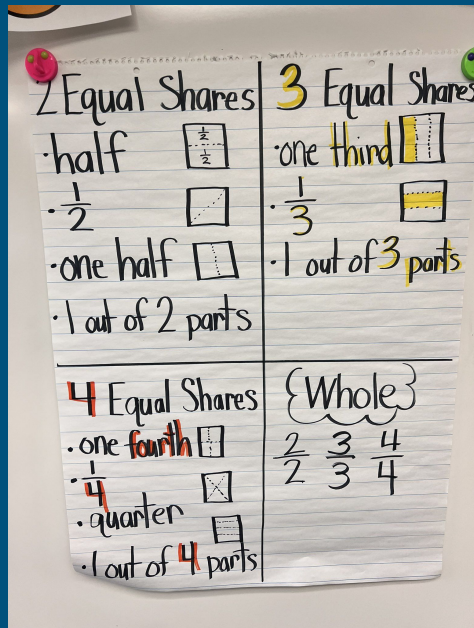 2 Equal Shares
· half
1/2
1/2
· 1/2
· one half
· 1 out of 2 parts
3 Equal Shares
· one third
· 1/3
· 1 out of 3 parts
4 Equal Shares
· one fourth
· 1/4
· quarter
· 1 out of 4 parts
{Whole}
2/2 3/3 4/4